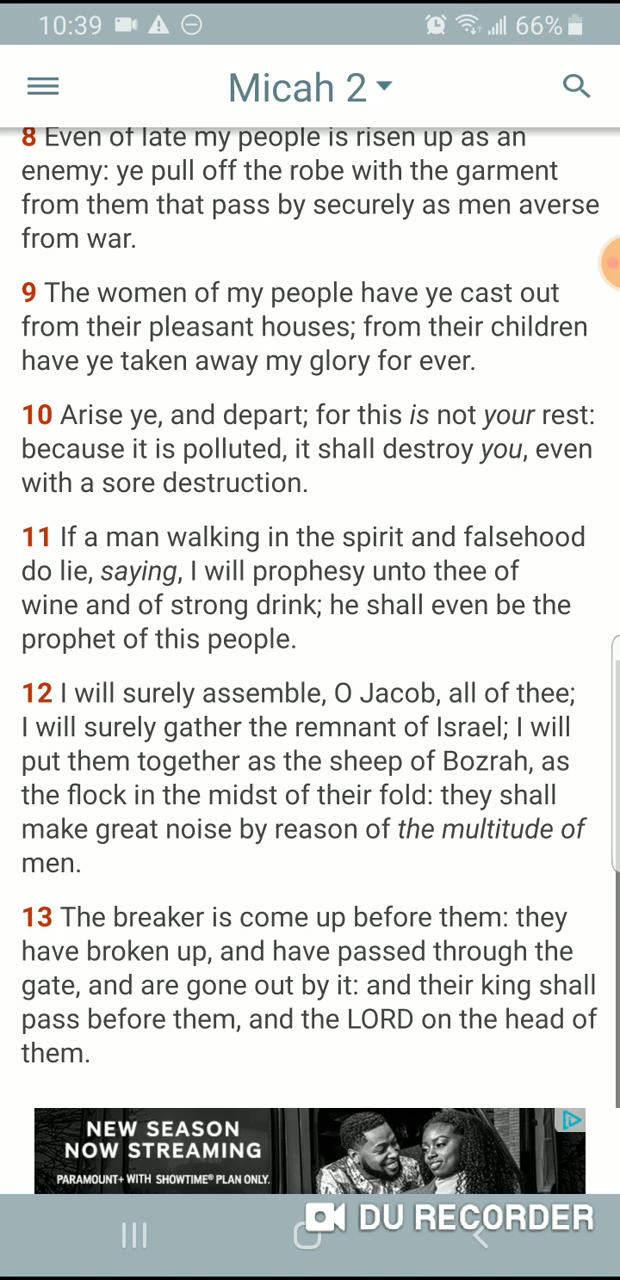 10:39 66%
Micah 2
8 Even of late my people is risen up as an
enemy: ye pull off the robe with the garment
from them that pass by securely as men averse
from war.
9 The women of my people have ye cast out
from their pleasant houses; from their children
have ye taken away my glory for ever.
10 Arise ye, and depart; for this is not your rest:
because it is polluted, it shall destroy you, even
with a sore destruction.
11 If a man walking in the spirit and falsehood
do lie, saying, I will prophesy unto thee of
wine and of strong drink; he shall even be the
prophet of this people.
12 I will surely assemble, O Jacob, all of thee;
I will surely gather the remnant of Israel; I will
put them together as the sheep of Bozrah, as
the flock in the midst of their fold: they shall
make great noise by reason of the multitude of
men.
13 The breaker is come up before them: they
have broken up, and have passed through the
gate, and are gone out by it: and their king shall
pass before them, and the LORD on the head of
them.
NEW SEASON
NOW STREAMING
PARAMOUNT+ WITH SHOWTIME® PLAN ONLY.
DU RECORDER